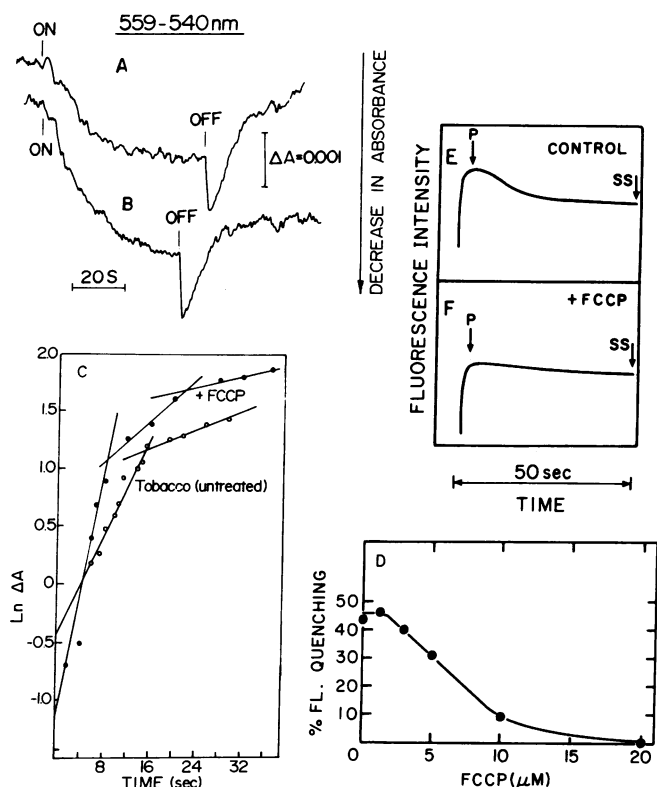 559-540nm
ON
A
OFF
ΔA=0.001
ON
B
OFF
20 S
DECREASE IN ABSORBANCE
E
P
CONTROL
SS
F
+ FCCP
P
SS
FLUORESCENCE INTENSITY
50 sec
TIME
C
2.0
1.5
1.0
0.5
0
-0.5
-1.0
Ln ΔA
+ FCCP
Tobacco (untreated)
8 16 24 32
TIME (sec)
D
50
40
30
20
10
% FL. QUENCHING
0 5 10 15 20
FCCP(μM)